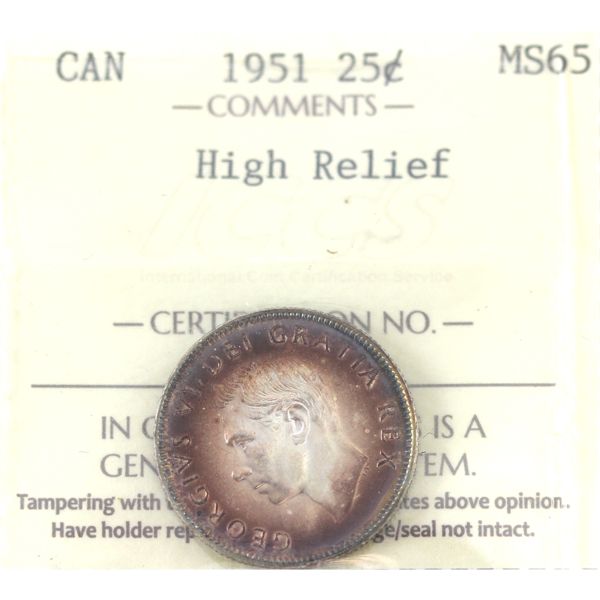 CAN 1951 25¢ MS65
— COMMENTS —
High Relief
International Coin Certification Service
— CERTI ON NO. —
GEORGIVS VI DEI GRATIA REX
IN S IS A
GEN TEM.
Tampering with tes above opinion.
Have holder rep ge/seal not intact.